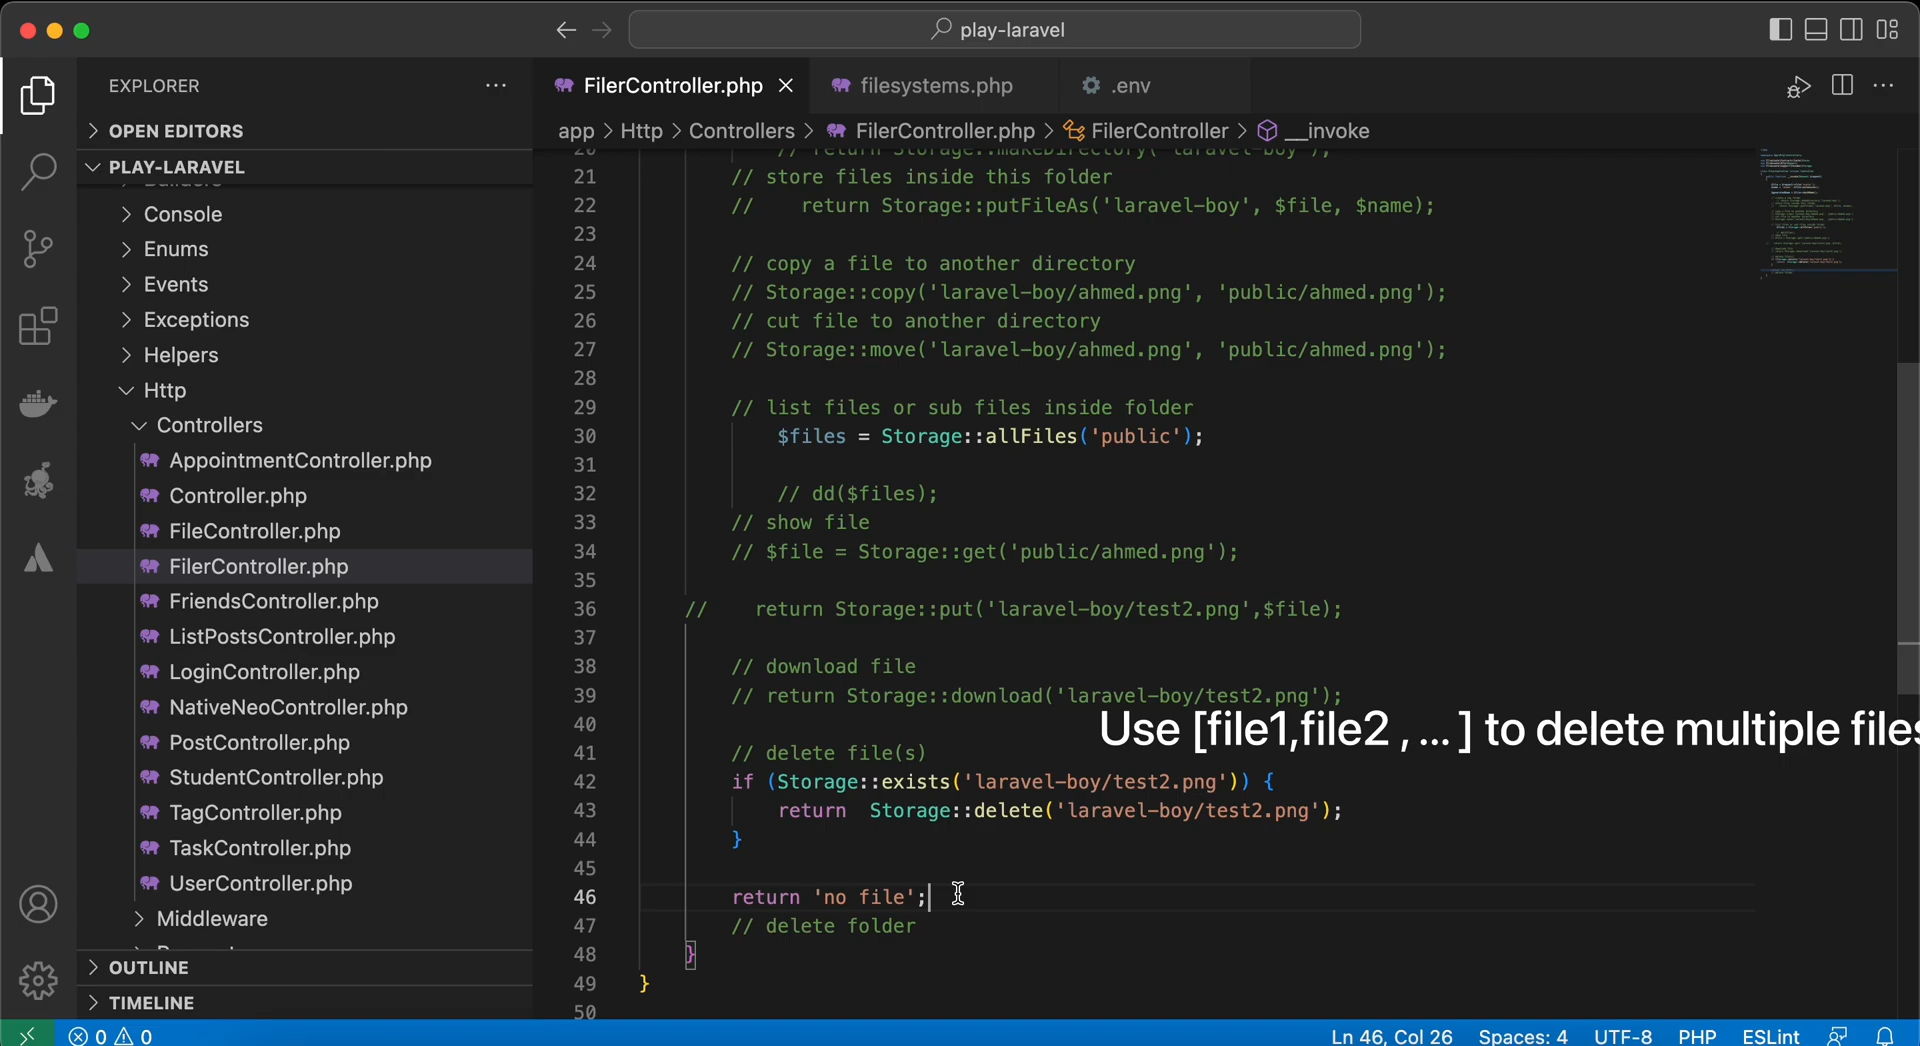 play-laravel
EXPLORER
OPEN EDITORS
PLAY-LARAVEL
Console
Enums
Events
Exceptions
Helpers
Http
Controllers
AppointmentController.php
Controller.php
FileController.php
FilerController.php
FriendsController.php
ListPostsController.php
LoginController.php
NativeNeoController.php
PostController.php
StudentController.php
TagController.php
TaskController.php
UserController.php
Middleware
OUTLINE
TIMELINE
FilerController.php
filesystems.php
.env
app > Http > Controllers > FilerController.php > FilerController > __invoke
20 // return Storage::makeDirectory('laravel-boy');
21 // store files inside this folder
22 // return Storage::putFileAs('laravel-boy', $file, $name);
23
24 // copy a file to another directory
25 // Storage::copy('laravel-boy/ahmed.png', 'public/ahmed.png');
26 // cut file to another directory
27 // Storage::move('laravel-boy/ahmed.png', 'public/ahmed.png');
28
29 // list files or sub files inside folder
30 $files = Storage::allFiles('public');
31
32 // dd($files);
33 // show file
34 // $file = Storage::get('public/ahmed.png');
35
36 // return Storage::put('laravel-boy/test2.png',$file);
37
38 // download file
39 // return Storage::download('laravel-boy/test2.png');
40
Use [file1,file2 , ... ] to delete multiple files
41 // delete file(s)
42 if (Storage::exists('laravel-boy/test2.png')) {
43 return  Storage::delete('laravel-boy/test2.png');
44 }
45
46 return 'no file';
47 // delete folder
48 }
49 }
50
0 0
Ln 46, Col 26
Spaces: 4
UTF-8
PHP
ESLint